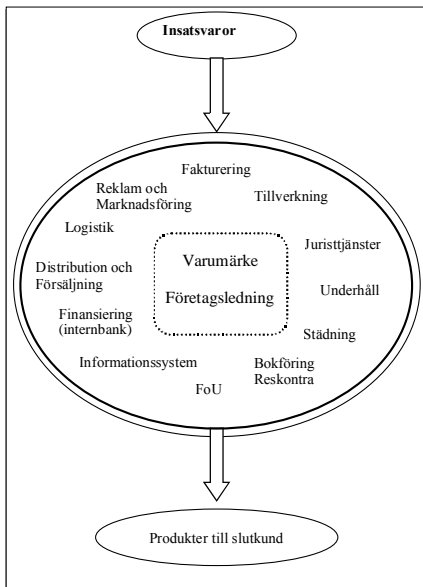 Insatsvaror
Fakturering
Reklam och
Marknadsföring
Tillverkning
Logistik
Juristtjänster
Varumärke
Företagsledning
Distribution och
Försäljning
Underhåll
Finansiering
(internbank)
Städning
Informationssystem
Bokföring
Reskontra
FoU
Produkter till slutkund